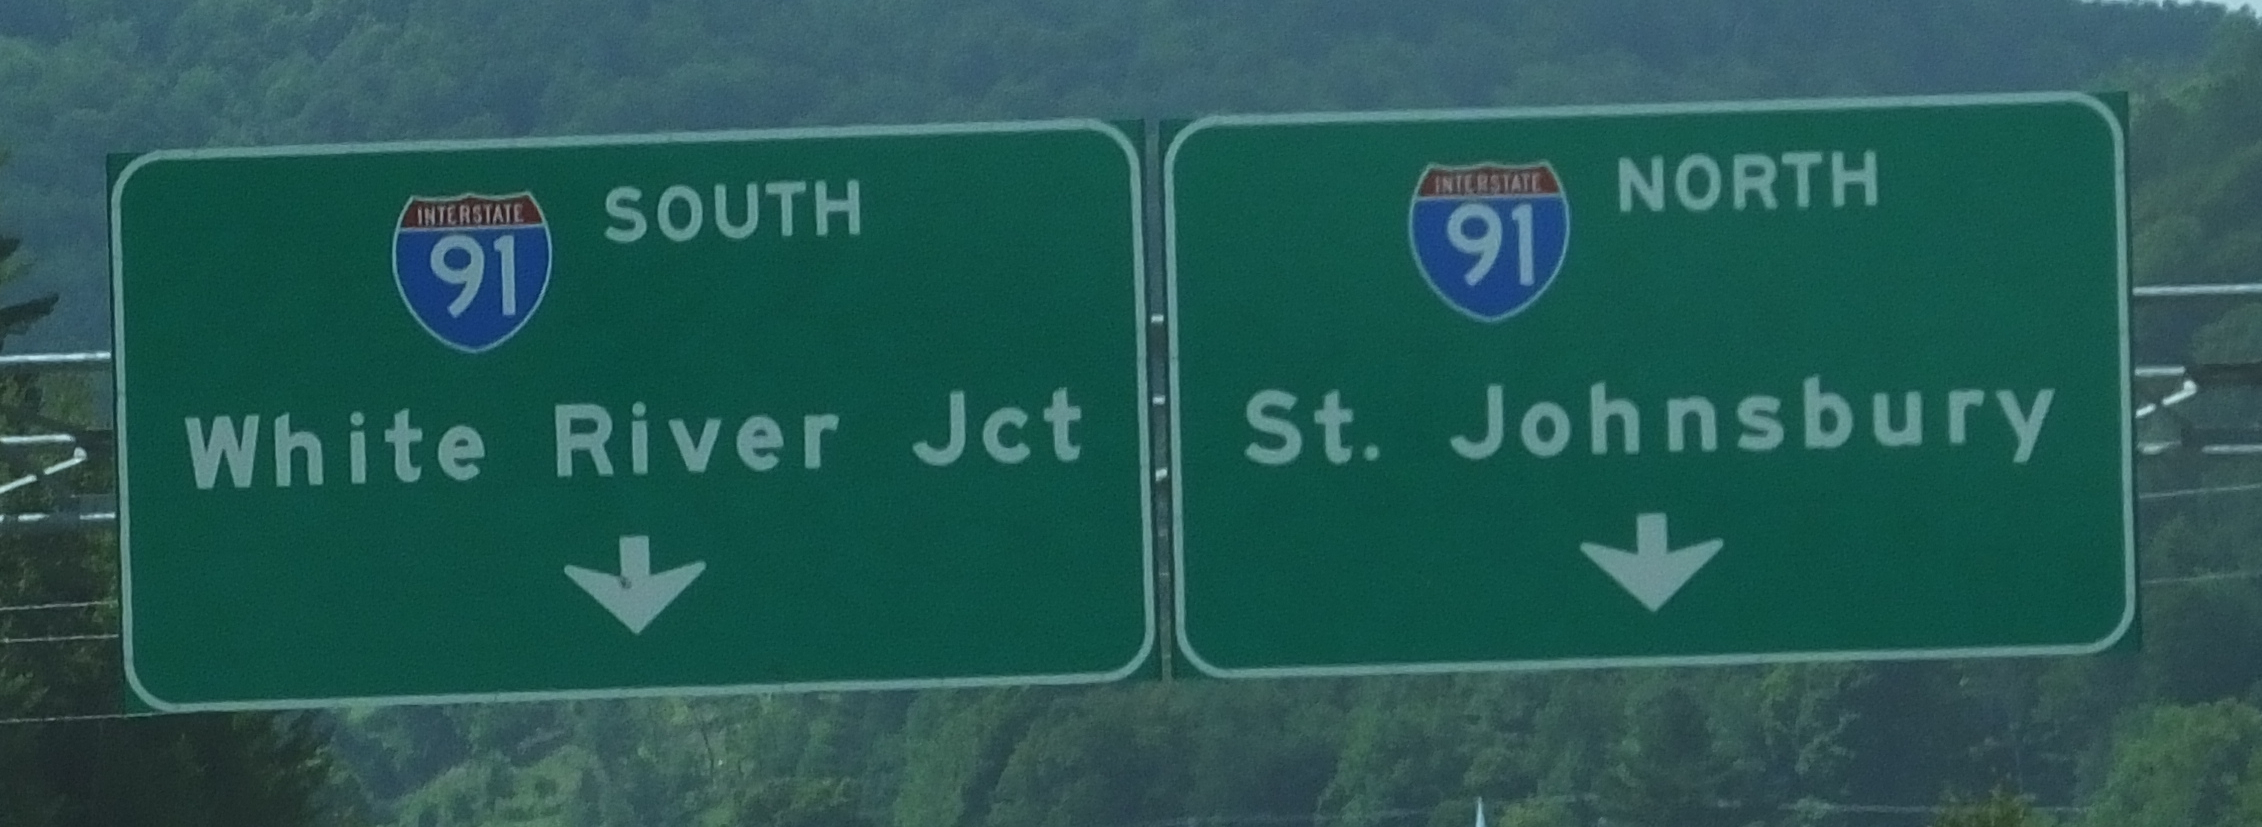 INTERSTATE
91 SOUTH
White River Jct
INTERSTATE
91 NORTH
St. Johnsbury